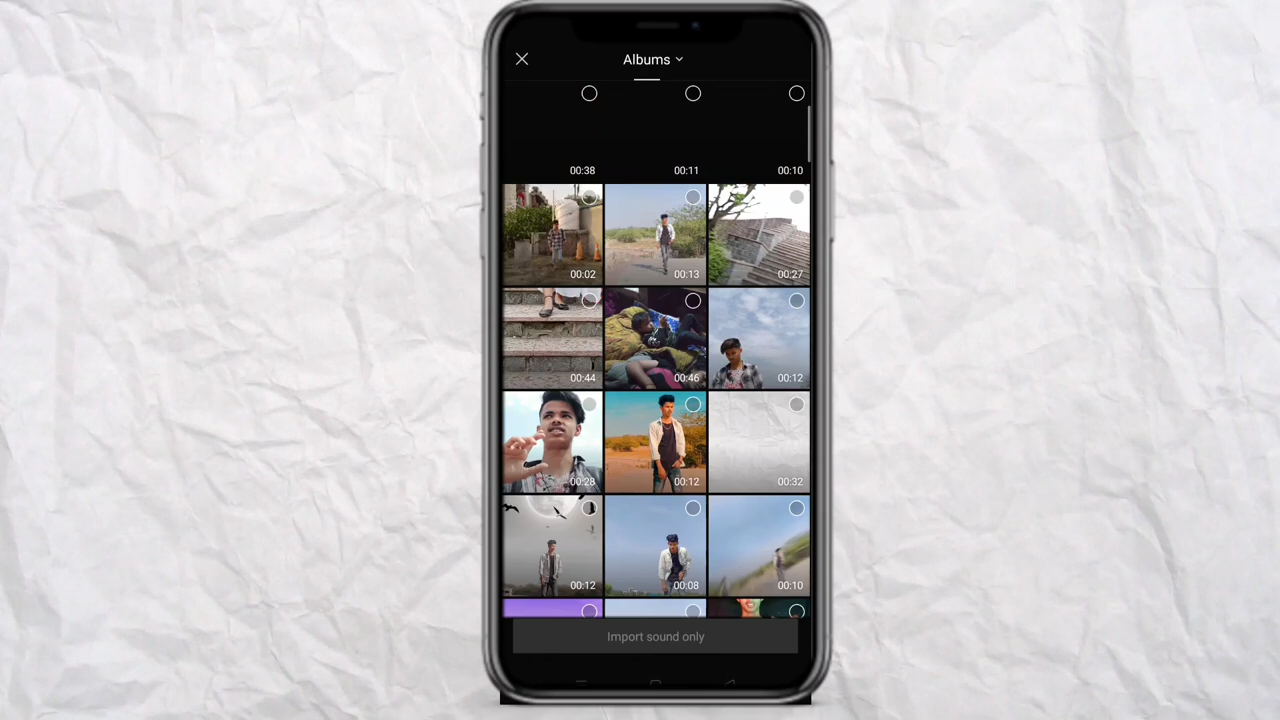 Albums
00:38 00:11 00:10
00:02 00:13 00:27
00:44 00:46 00:12
00:28 00:12 00:32
00:12 00:08 00:10
Import sound only